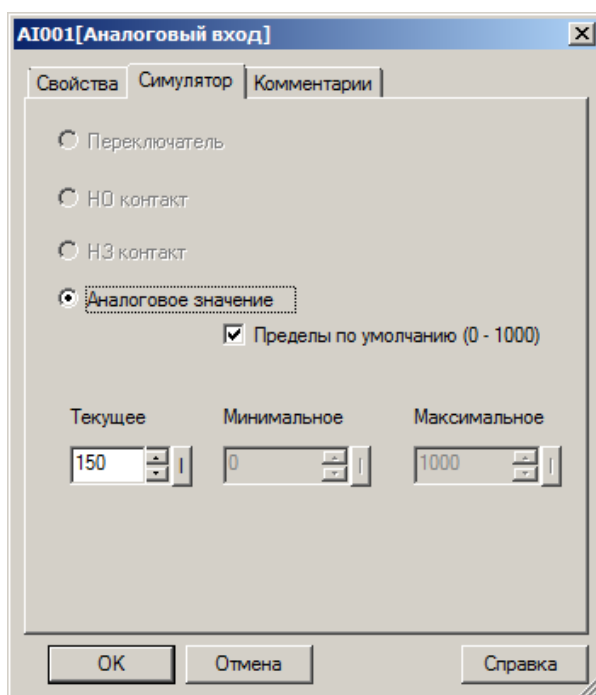 AI001[Аналоговый вход]
Свойства Симулятор Комментарии
Переключатель
НО контакт
НЗ контакт
Аналоговое значение
Пределы по умолчанию (0 - 1000)
Текущее Минимальное Максимальное
150 0 1000
OK Отмена Справка